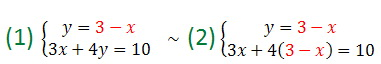 (1) { y = 3 − x ~ (2) { y = 3 − x
3x + 4y = 10 3x + 4(3 − x) = 10